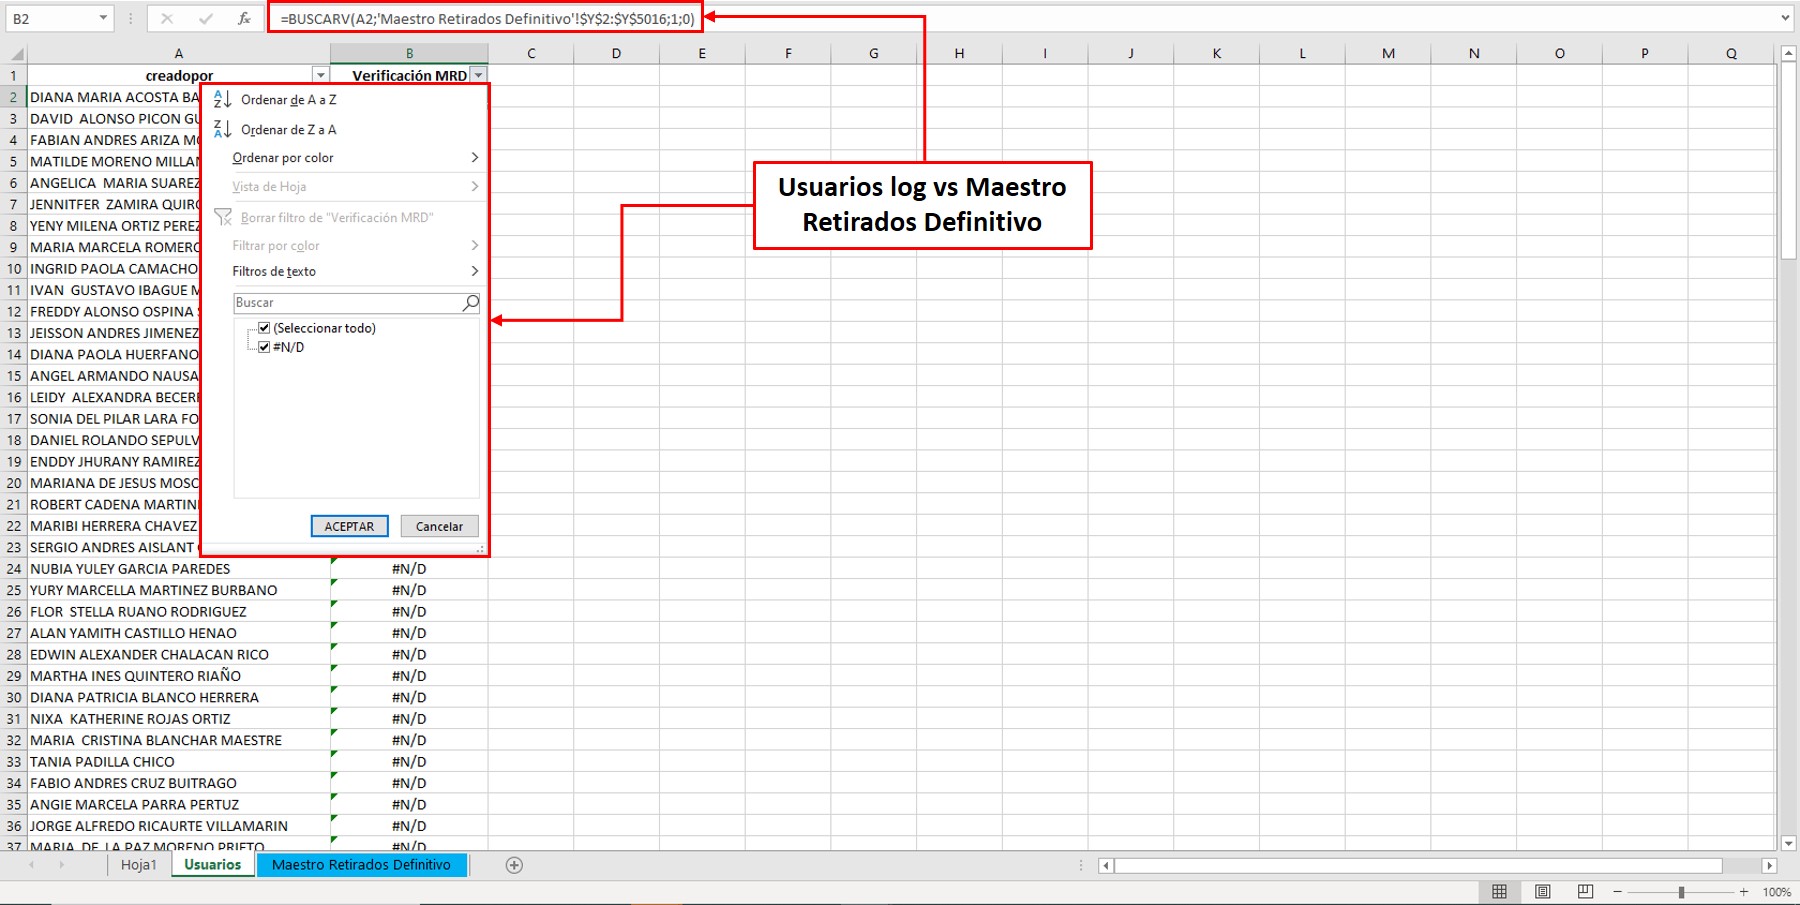 B2
=BUSCARV(A2;'Maestro Retirados Definitivo'!$Y$2:$Y$5016;1;0)
A B C D E F G H I J K L M N O P Q
1 creadopor Verificación MRD
2 DIANA MARIA ACOSTA BA
3 DAVID  ALONSO PICON GU
4 FABIAN ANDRES ARIZA MO
5 MATILDE MORENO MILLAN
6 ANGELICA  MARIA SUAREZ
7 JENNITFER  ZAMIRA QUIRO
8 YENY MILENA ORTIZ PEREZ
9 MARIA MARCELA ROMERO
10 INGRID PAOLA CAMACHO
11 IVAN  GUSTAVO IBAGUE M
12 FREDDY ALONSO OSPINA S
13 JEISSON ANDRES JIMENEZ
14 DIANA PAOLA HUERFANO
15 ANGEL ARMANDO NAUSA
16 LEIDY  ALEXANDRA BECERR
17 SONIA DEL PILAR LARA FO
18 DANIEL ROLANDO SEPULV
19 ENDDY JHURANY RAMIREZ
20 MARIANA DE JESUS MOSC
21 ROBERT CADENA MARTINE
22 MARIBI HERRERA CHAVEZ
23 SERGIO ANDRES AISLANT
Ordenar de A a Z
Ordenar de Z a A
Ordenar por color
Vista de Hoja
Borrar filtro de "Verificación MRD"
Filtrar por color
Filtros de texto
Buscar
(Seleccionar todo)
#N/D
ACEPTAR Cancelar
Usuarios log vs Maestro
Retirados Definitivo
24 NUBIA YULEY GARCIA PAREDES #N/D
25 YURY MARCELLA MARTINEZ BURBANO #N/D
26 FLOR  STELLA RUANO RODRIGUEZ #N/D
27 ALAN YAMITH CASTILLO HENAO #N/D
28 EDWIN ALEXANDER CHALACAN RICO #N/D
29 MARTHA INES QUINTERO RIAÑO #N/D
30 DIANA PATRICIA BLANCO HERRERA #N/D
31 NIXA  KATHERINE ROJAS ORTIZ #N/D
32 MARIA  CRISTINA BLANCHAR MAESTRE #N/D
33 TANIA PADILLA CHICO #N/D
34 FABIO ANDRES CRUZ BUITRAGO #N/D
35 ANGIE MARCELA PARRA PERTUZ #N/D
36 JORGE ALFREDO RICAURTE VILLAMARIN #N/D
37 MARIA  DE  LA PAZ MORENO PRIETO #N/D
Hoja1 Usuarios Maestro Retirados Definitivo
100%